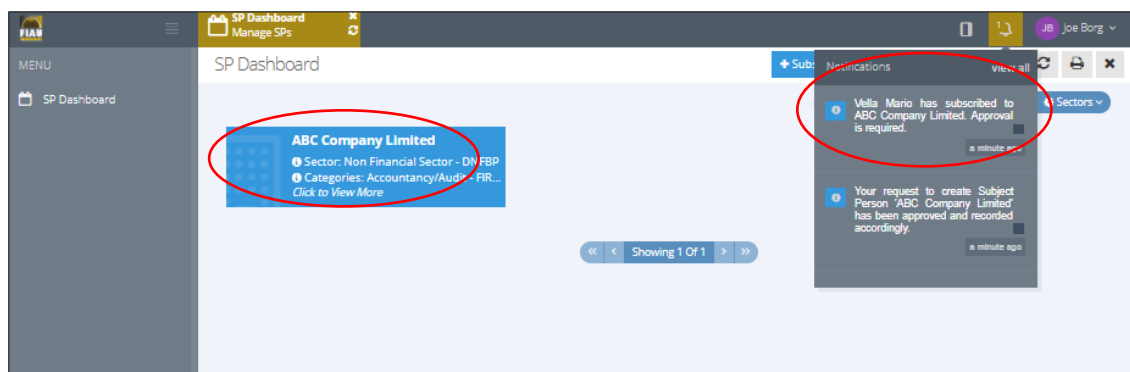 FIAU
SP Dashboard
Manage SPs
1
JB Joe Borg
MENU
SP Dashboard
SP Dashboard
+ Subs
Notifications
View all
Sectors
Vella Mario has subscribed to
ABC Company Limited. Approval
is required.
a minute ago
ABC Company Limited
Sector: Non Financial Sector - DNFBP
Categories: Accountancy/Audit - FIR...
Click to View More
Your request to create Subject
Person 'ABC Company Limited'
has been approved and recorded
accordingly.
a minute ago
« ‹ Showing 1 Of 1 › »